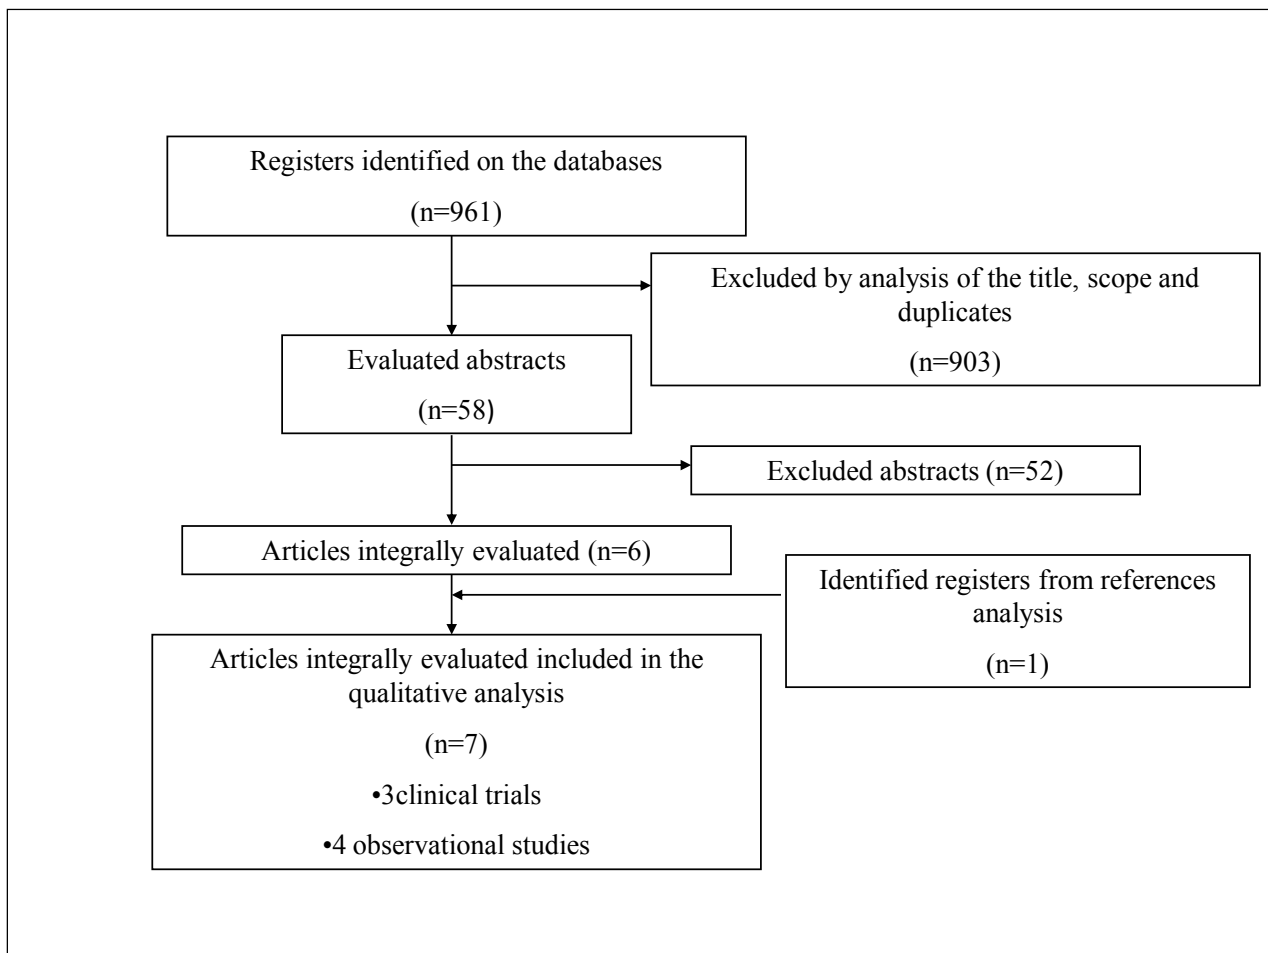 Registers identified on the databases
(n=961)
Excluded by analysis of the title, scope and
duplicates
(n=903)
Evaluated abstracts
(n=58)
Excluded abstracts (n=52)
Articles integrally evaluated (n=6)
Identified registers from references
analysis
(n=1)
Articles integrally evaluated included in the
qualitative analysis
(n=7)
•3clinical trials
•4 observational studies